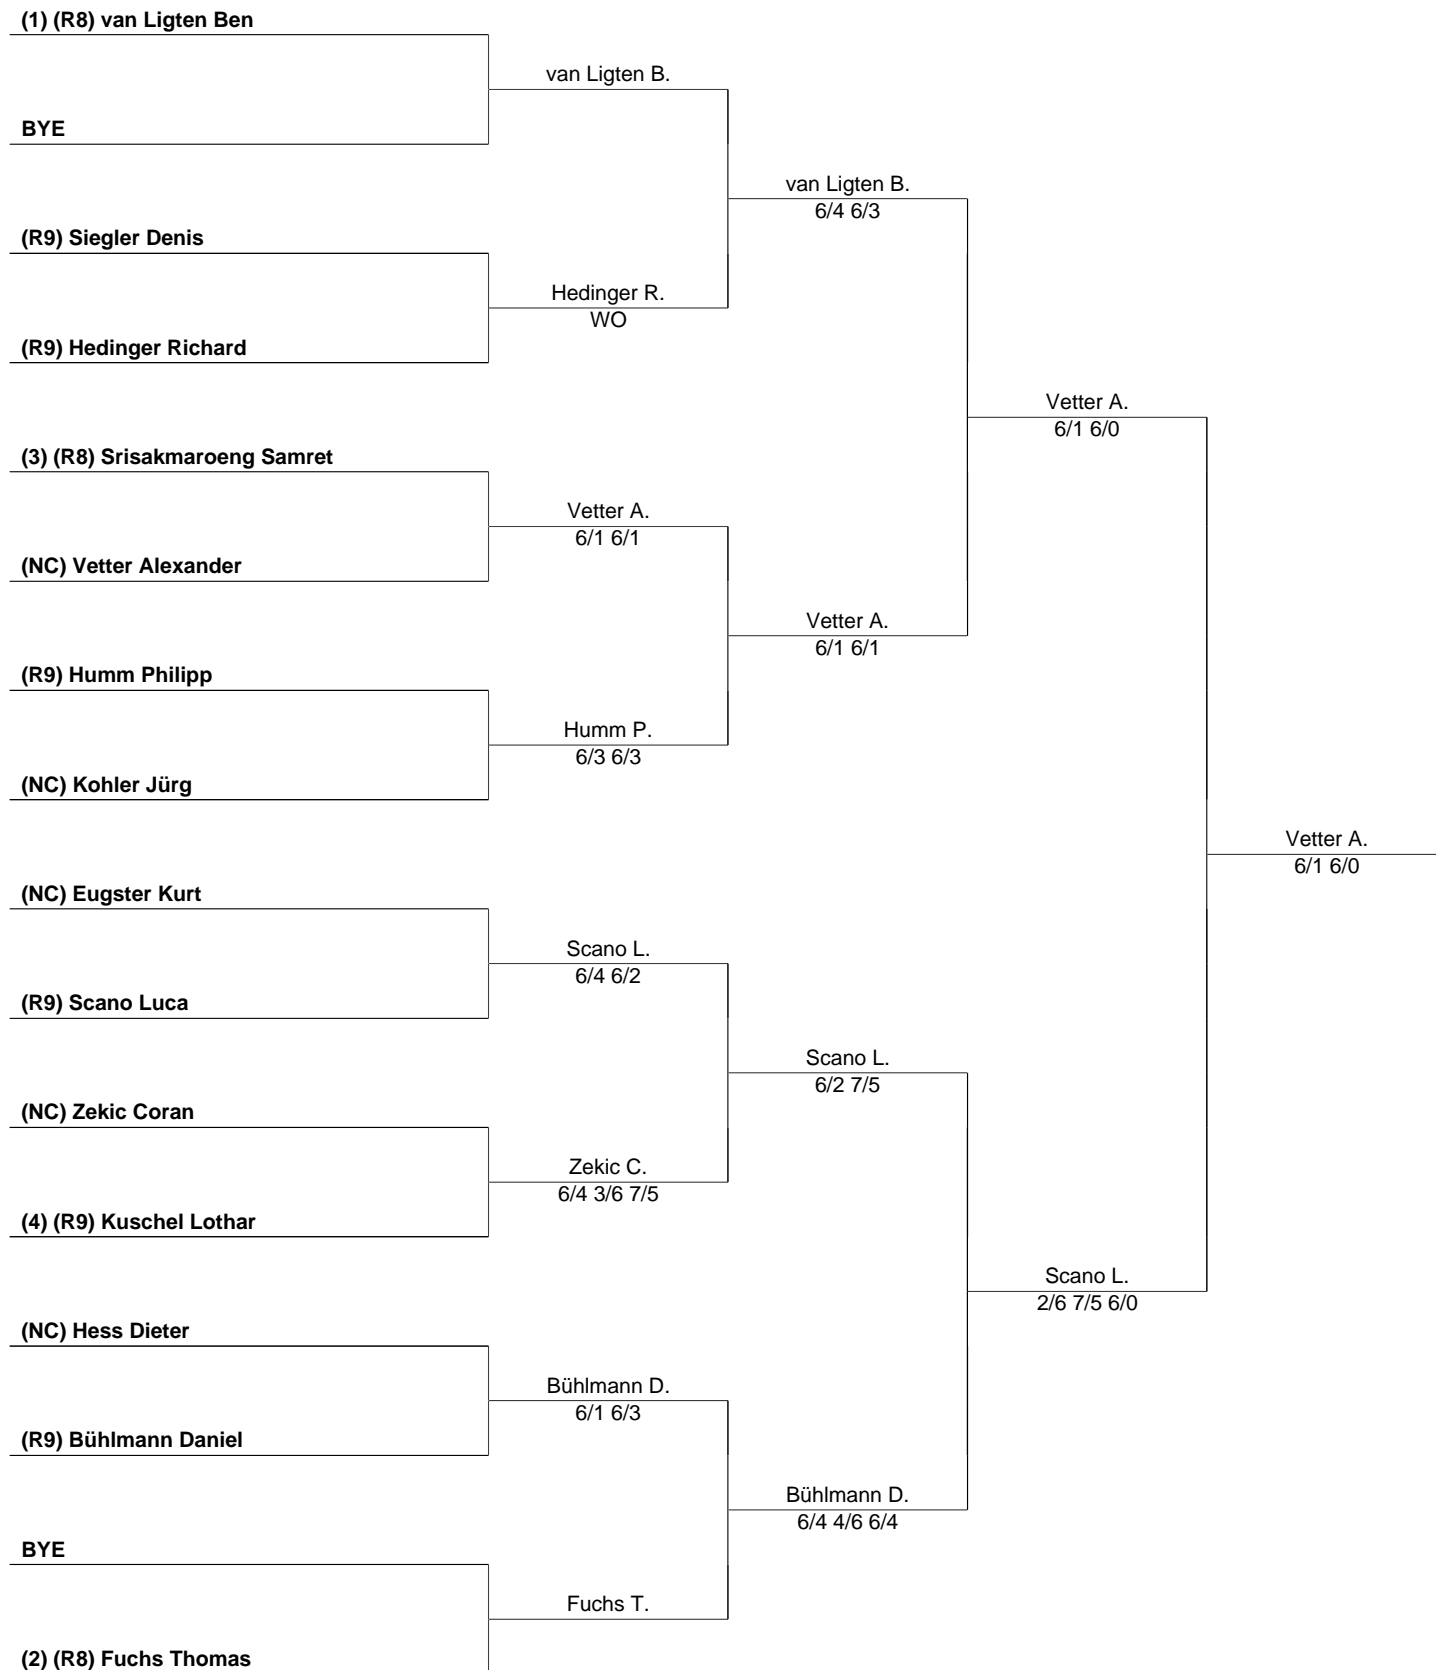 (1) (R8) van Ligten Ben
van Ligten B.
BYE
van Ligten B.
6/4 6/3
(R9) Siegler Denis
Hedinger R.
WO
(R9) Hedinger Richard
Vetter A.
6/1 6/0
(3) (R8) Srisakmaroeng Samret
Vetter A.
6/1 6/1
(NC) Vetter Alexander
Vetter A.
6/1 6/1
(R9) Humm Philipp
Humm P.
6/3 6/3
(NC) Kohler Jürg
Vetter A.
6/1 6/0
(NC) Eugster Kurt
Scano L.
6/4 6/2
(R9) Scano Luca
Scano L.
6/2 7/5
(NC) Zekic Coran
Zekic C.
6/4 3/6 7/5
(4) (R9) Kuschel Lothar
Scano L.
2/6 7/5 6/0
(NC) Hess Dieter
Bühlmann D.
6/1 6/3
(R9) Bühlmann Daniel
Bühlmann D.
6/4 4/6 6/4
BYE
Fuchs T.
(2) (R8) Fuchs Thomas